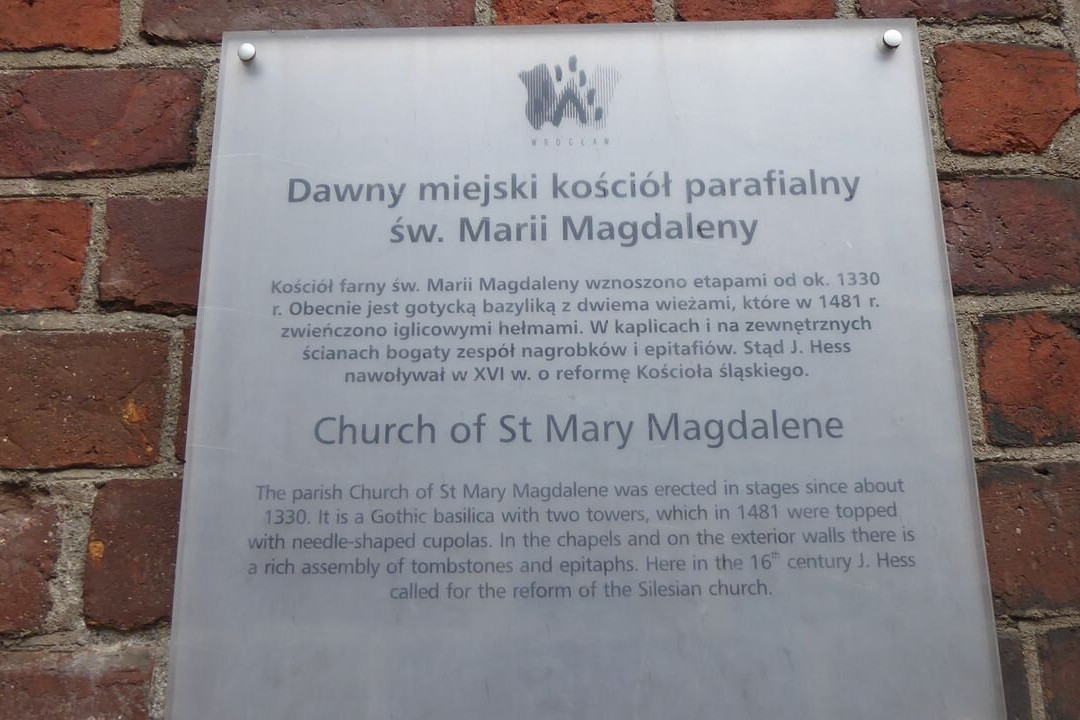 WROCŁAW
Dawny miejski kościół parafialny
św. Marii Magdaleny
Kościół farny św. Marii Magdaleny wznoszono etapami od ok. 1330
r. Obecnie jest gotycką bazyliką z dwiema wieżami, które w 1481 r.
zwieńczono iglicowymi hełmami. W kaplicach i na zewnętrznych
ścianach bogaty zespół nagrobków i epitafiów. Stąd J. Hess
nawoływał w XVI w. o reformę Kościoła śląskiego.
Church of St Mary Magdalene
The parish Church of St Mary Magdalene was erected in stages since about
1330. It is a Gothic basilica with two towers, which in 1481 were topped
with needle-shaped cupolas. In the chapels and on the exterior walls there is
a rich assembly of tombstones and epitaphs. Here in the 16th century J. Hess
called for the reform of the Silesian church.